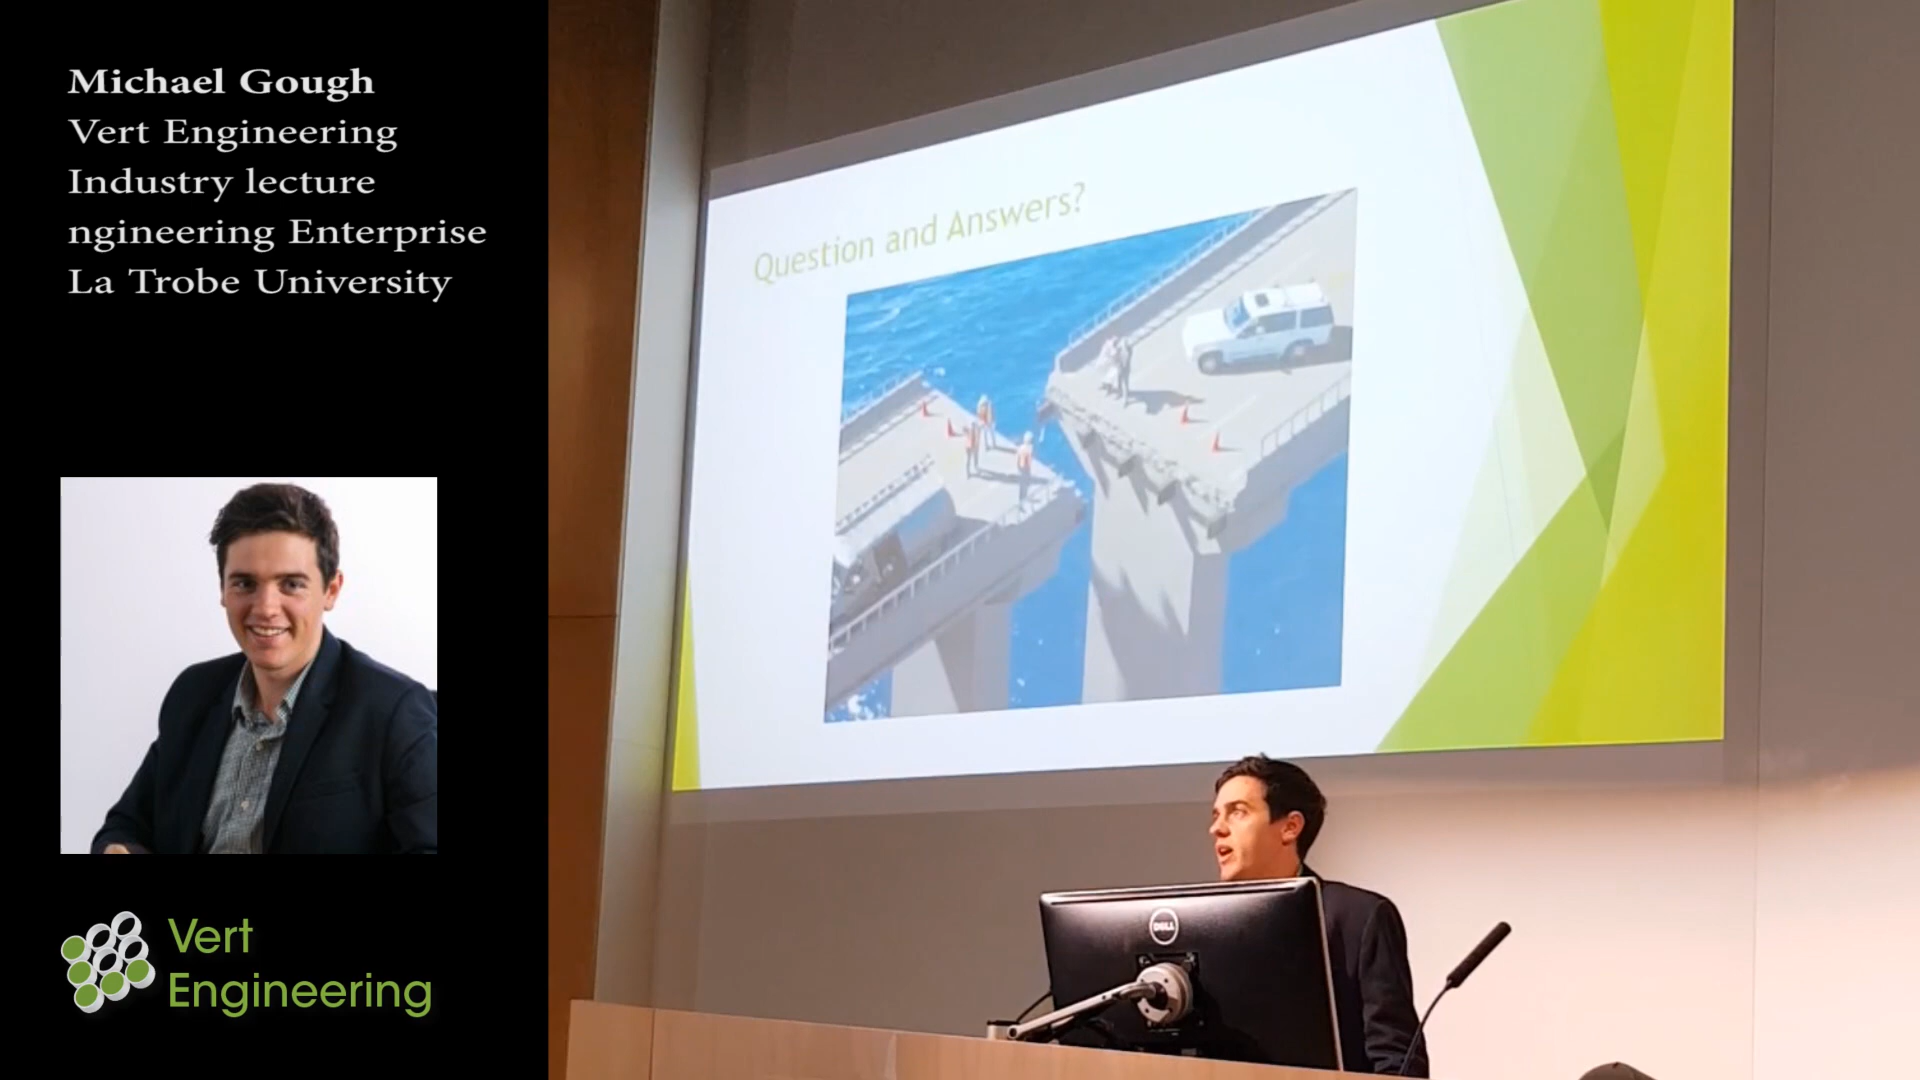 Michael Gough
Vert Engineering
Industry lecture
ngineering Enterprise
La Trobe University
Question and Answers?
Vert
Engineering
DELL